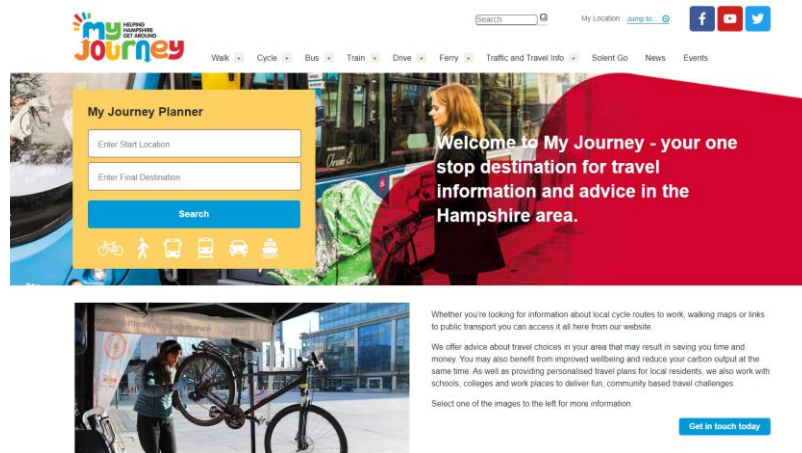 HELPING
HAMPSHIRE
GET AROUND
my
JOURNEY
Search
My Location: Jump to...
Walk
Cycle
Bus
Train
Drive
Ferry
Traffic and Travel Info
Solent Go
News
Events
My Journey Planner
Enter Start Location
Enter Final Destination
Search
Welcome to My Journey - your one
stop destination for travel
information and advice in the
Hampshire area.
Whether you're looking for information about local cycle routes to work, walking maps or links
to public transport you can access it all here from our website.
We offer advice about travel choices in your area that may result in saving you time and
money. You may also benefit from improved wellbeing and reduce your carbon output at the
same time. As well as providing personalised travel plans for local residents, we also work with
schools, colleges and work places to deliver fun, community based travel challenges.
Select one of the images to the left for more information.
Get in touch today